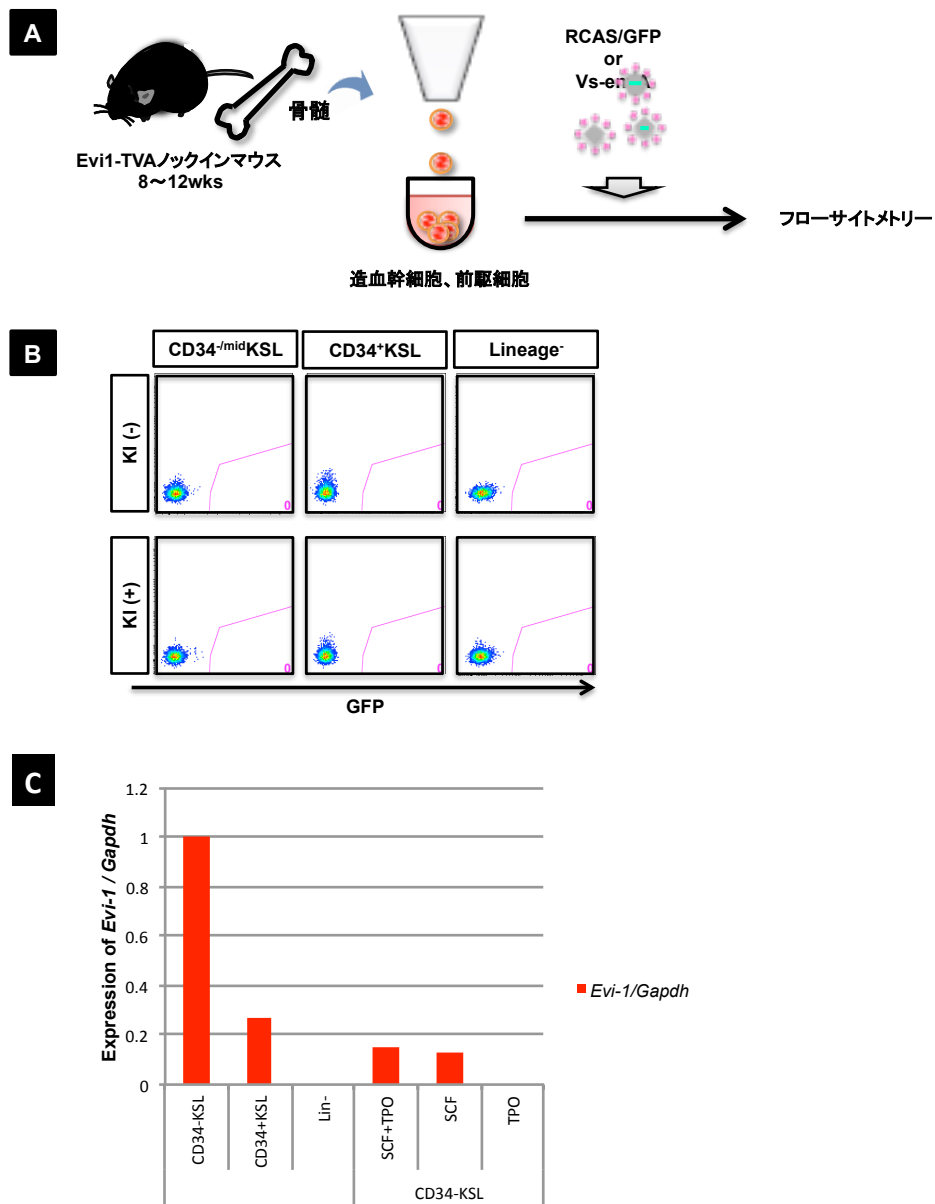 A
RCAS/GFP
or
Vs-en
A
骨髄
Evi1-TVAノックインマウス
8〜12wks
フローサイトメトリー
造血幹細胞、前駆細胞
B
CD34-/midKSL
CD34+KSL
Lineage-
KI (-)
0
0
0
KI (+)
0
0
0
GFP
C
1.2
1
0.8
0.6
0.4
0.2
0
Expression of Evi-1 / Gapdh
Evi-1/Gapdh
CD34-KSL
CD34+KSL
Lin-
SCF+TPO
SCF
TPO
CD34-KSL